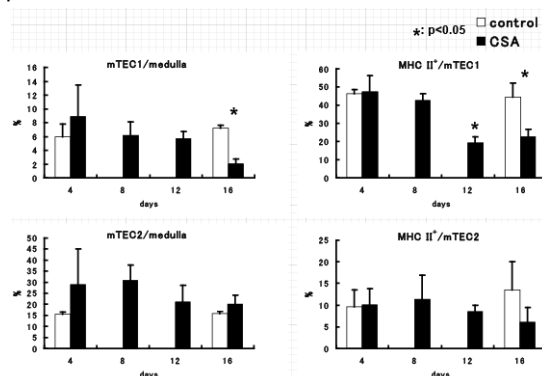 control
*: p<0.05 CSA
mTEC1/medulla
16
14
12
10
8
6
4
2
0
%
4 8 12 16
days
*
MHC II+/mTEC1
60
50
40
30
20
10
0
%
4 8 12 16
days
*
*
mTEC2/medulla
50
45
40
35
30
25
20
15
10
5
0
%
4 8 12 16
days
MHC II+/mTEC2
25
20
15
10
5
0
%
4 8 12 16
days